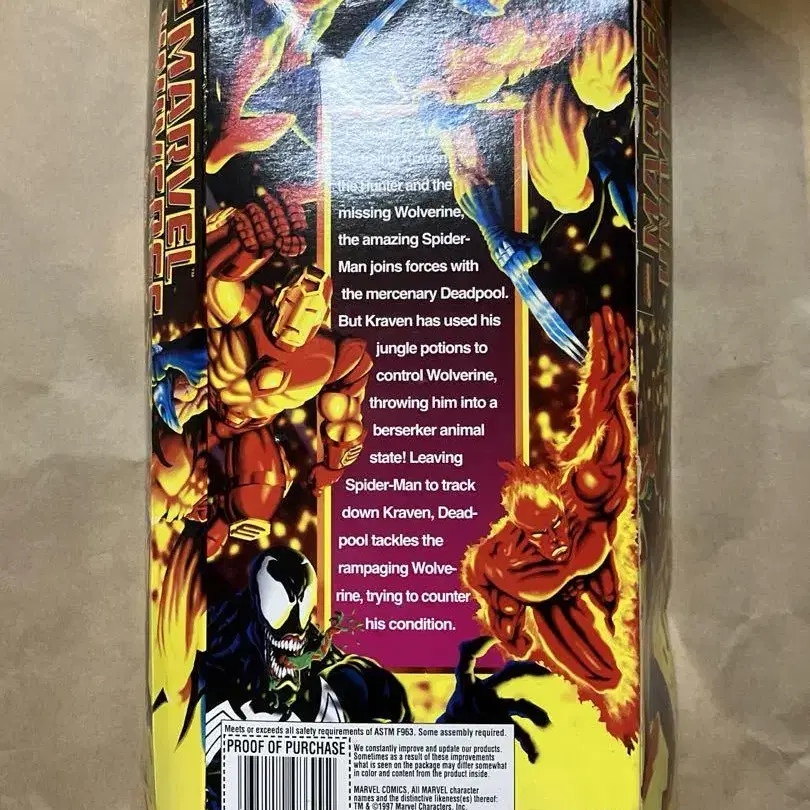 MARVEL
UNIVERSE
MARVEL
Kraven
the Hunter and the
missing Wolverine,
the amazing Spider-
Man joins forces with
the mercenary Deadpool.
But Kraven has used his
jungle potions to
control Wolverine,
throwing him into a
berserker animal
state! Leaving
Spider-Man to track
down Kraven, Dead-
pool tackles the
rampaging Wolve-
rine, trying to counter
his condition.
Meets or exceeds all safety requirements of ASTM F963. Some assembly required.
PROOF OF PURCHASE
We constantly improve and update our products.
Sometimes as a result of these improvements
what is seen on the package may differ somewhat
in color and content from the product inside.
MARVEL COMICS, All MARVEL character
names and the distinctive likeness(es) thereof:
TM & ©1997 Marvel Characters, Inc.